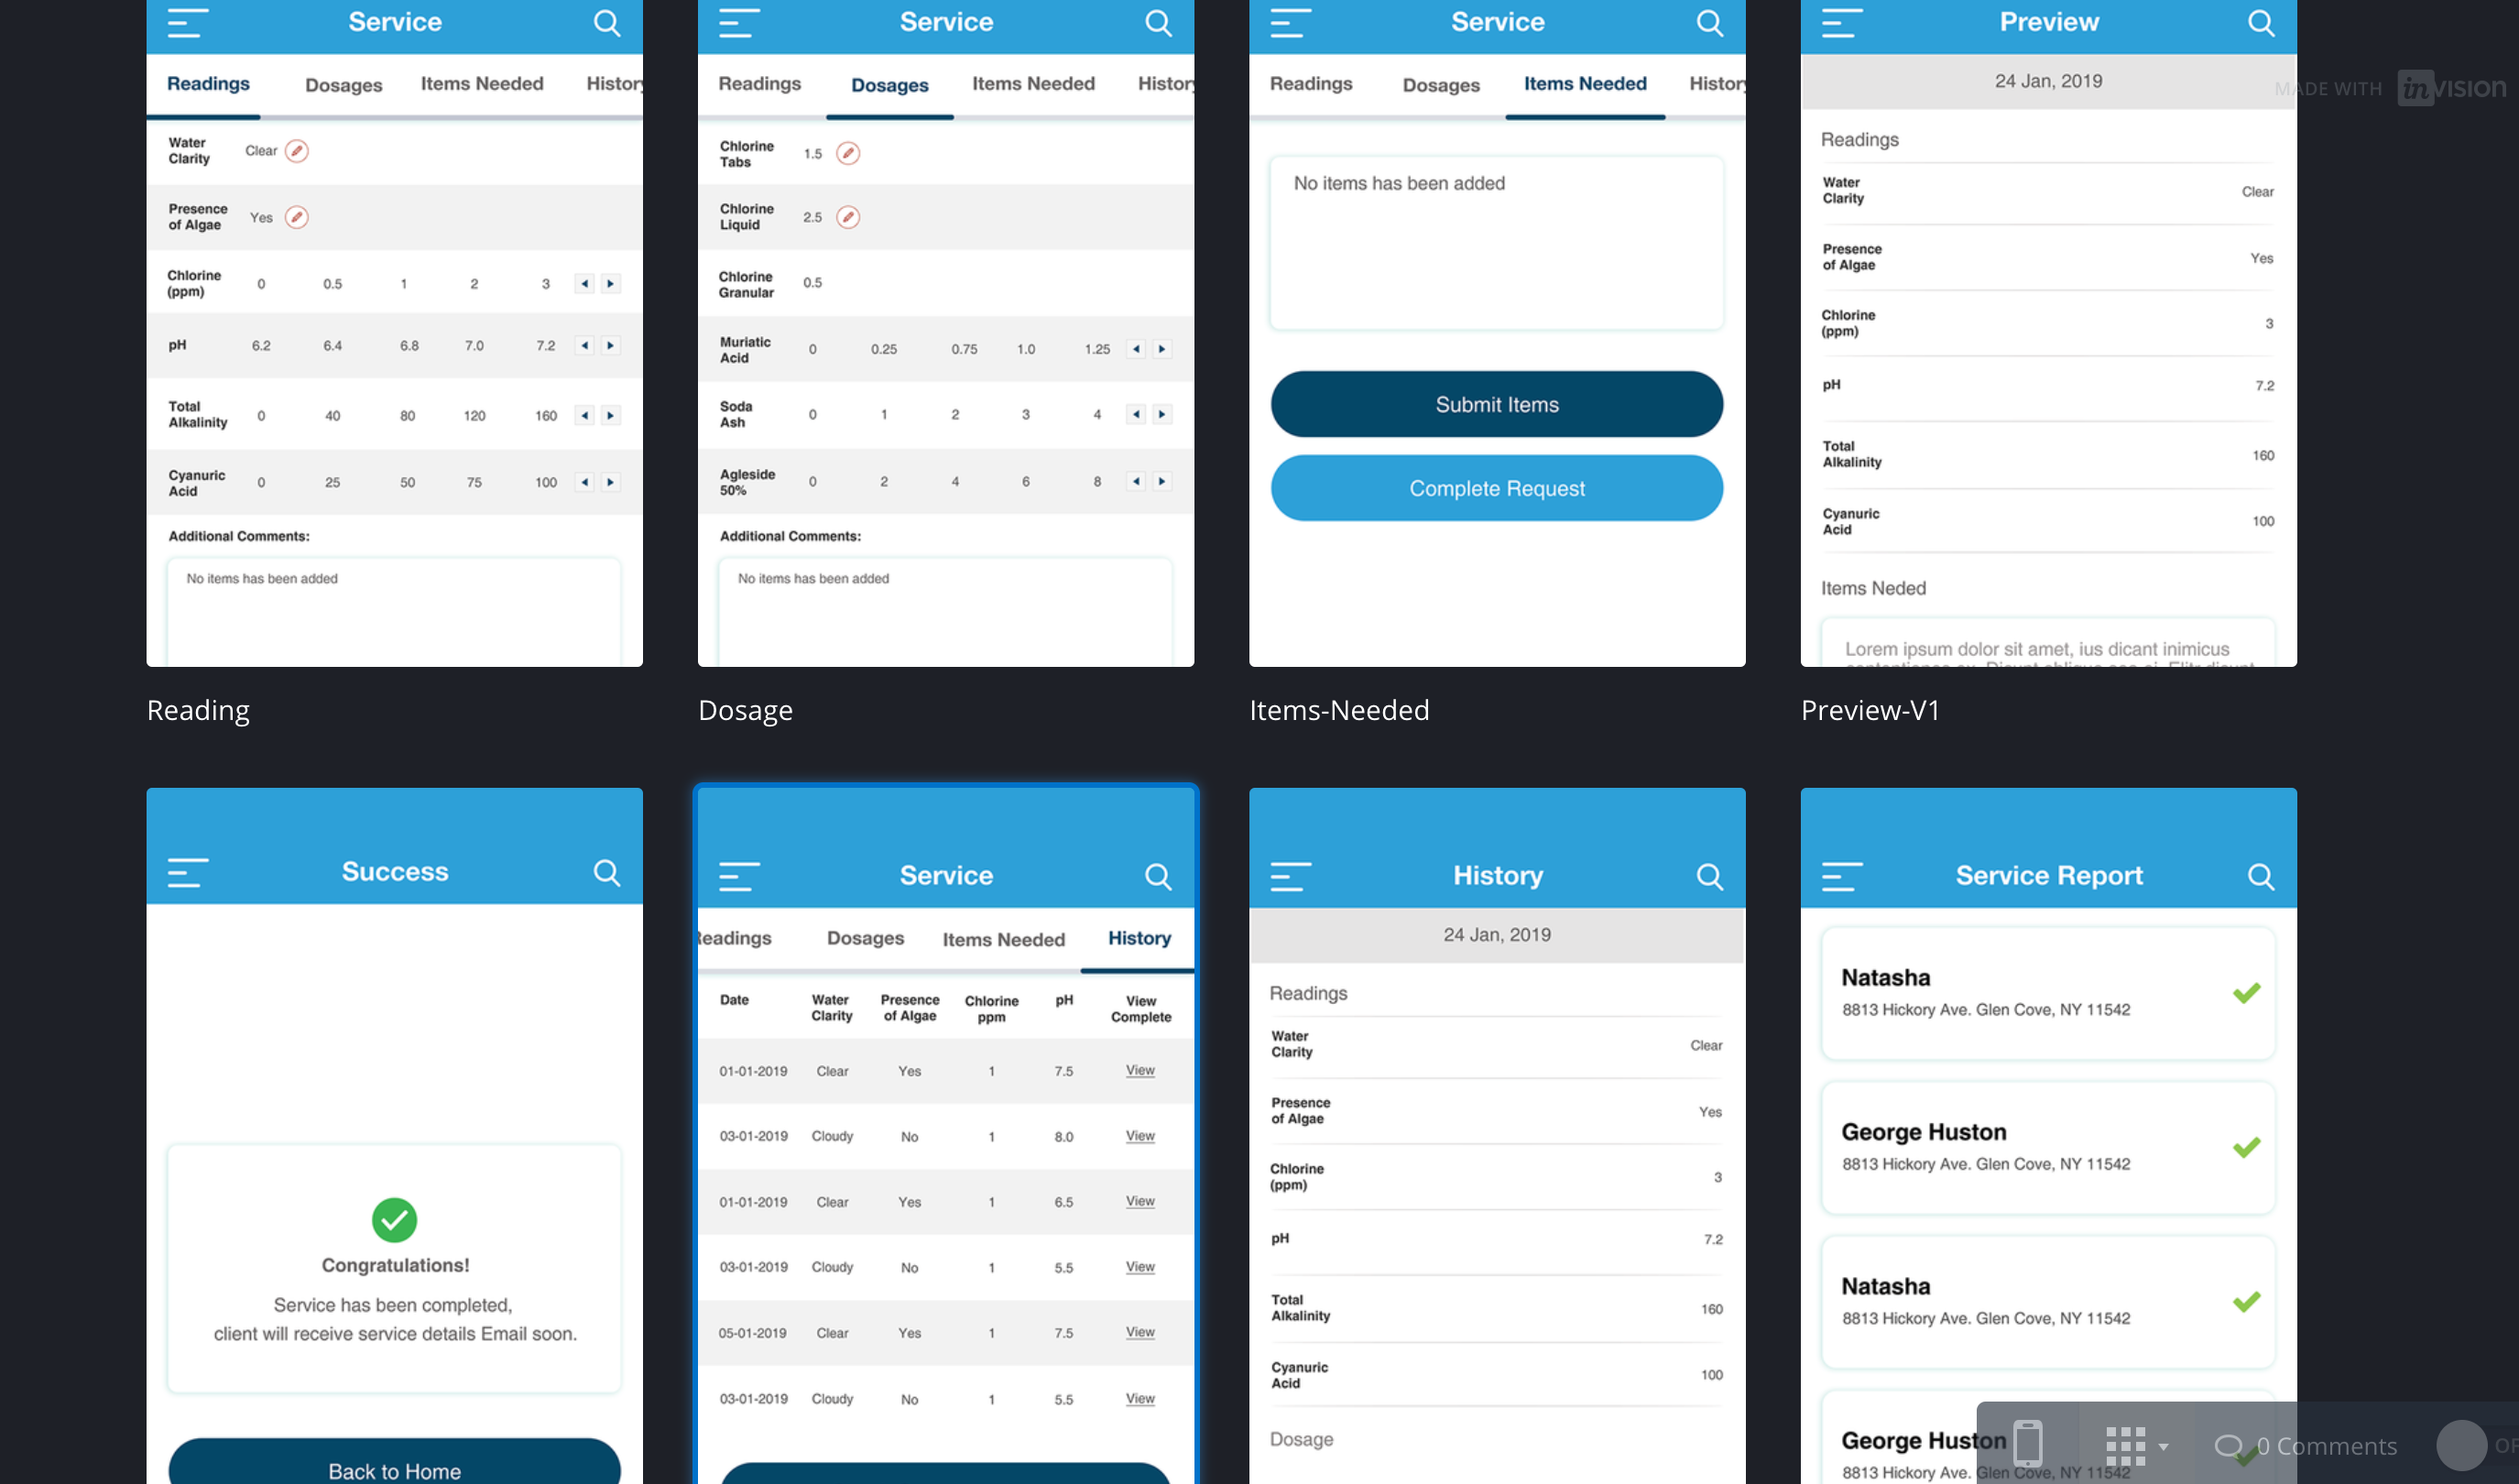 Service
Readings Dosages Items Needed History
Water
Clarity
Clear
Presence
of Algae
Yes
Chlorine
(ppm)
0 0.5 1 2 3
pH 6.2 6.4 6.8 7.0 7.2
Total
Alkalinity
0 40 80 120 160
Cyanuric
Acid
0 25 50 75 100
Additional Comments:
No items has been added
Reading
Service
Readings Dosages Items Needed History
Chlorine
Tabs
1.5
Chlorine
Liquid
2.5
Chlorine
Granular
0.5
Muriatic
Acid
0 0.25 0.75 1.0 1.25
Soda
Ash
0 1 2 3 4
Agleside
50%
0 2 4 6 8
Additional Comments:
No items has been added
Dosage
Service
Readings Dosages Items Needed History
No items has been added
Submit Items
Complete Request
Items-Needed
Preview
24 Jan, 2019
Readings
Water
Clarity
Clear
Presence
of Algae
Yes
Chlorine
(ppm)
3
pH 7.2
Total
Alkalinity
160
Cyanuric
Acid
100
Items Neded
Lorem ipsum dolor sit amet, ius dicant inimicus
Preview-V1
MADE WITH inVISION
Success
Congratulations!
Service has been completed,
client will receive service details Email soon.
Back to Home
Service
Readings Dosages Items Needed History
Date Water Clarity Presence of Algae Chlorine ppm pH View Complete
01-01-2019 Clear Yes 1 7.5 View
03-01-2019 Cloudy No 1 8.0 View
01-01-2019 Clear Yes 1 6.5 View
03-01-2019 Cloudy No 1 5.5 View
05-01-2019 Clear Yes 1 7.5 View
03-01-2019 Cloudy No 1 5.5 View
History
24 Jan, 2019
Readings
Water
Clarity
Clear
Presence
of Algae
Yes
Chlorine
(ppm)
3
pH 7.2
Total
Alkalinity
160
Cyanuric
Acid
100
Dosage
Service Report
Natasha
8813 Hickory Ave. Glen Cove, NY 11542
George Huston
8813 Hickory Ave. Glen Cove, NY 11542
Natasha
8813 Hickory Ave. Glen Cove, NY 11542
George Huston
8813 Hickory Ave. Glen Cove, NY 11542
0 Comments